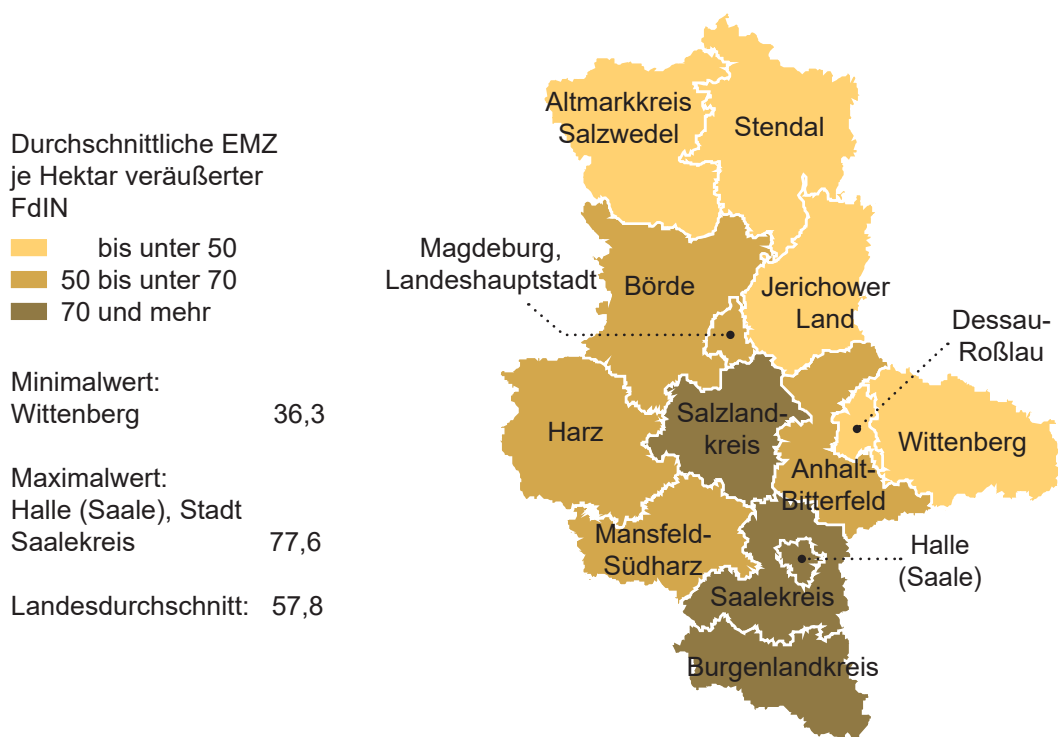 Durchschnittliche EMZ
je Hektar veräußerter
FdlN
bis unter 50
50 bis unter 70
70 und mehr
Minimalwert:
Wittenberg 36,3
Maximalwert:
Halle (Saale), Stadt
Saalekreis 77,6
Landesdurchschnitt: 57,8
Altmarkkreis
Salzwedel
Stendal
Magdeburg,
Landeshauptstadt
Börde
Jerichower
Land
Dessau-
Roßlau
Harz
Salzland-
kreis
Wittenberg
Anhalt-
Bitterfeld
Mansfeld-
Südharz
Halle
(Saale)
Saalekreis
Burgenlandkreis